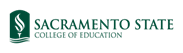 SACRAMENTO STATE
COLLEGE OF EDUCATION